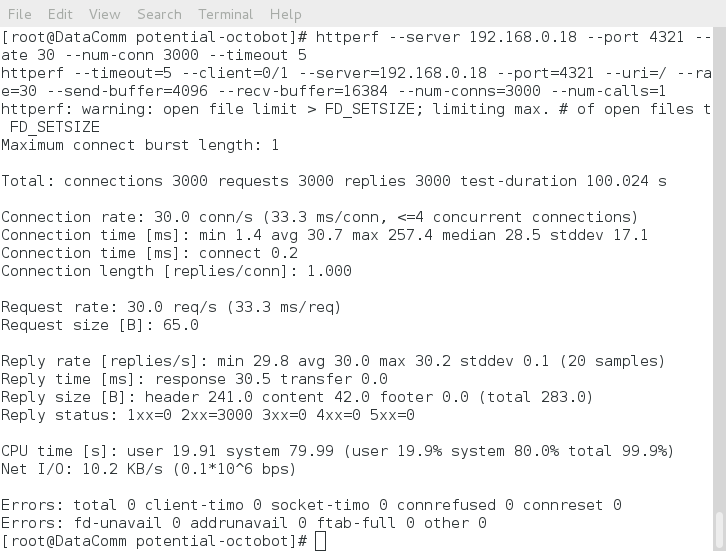 File Edit View Search Terminal Help
[root@DataComm potential-octobot]# httperf --server 192.168.0.18 --port 4321 --
ate 30 --num-conn 3000 --timeout 5
httperf --timeout=5 --client=0/1 --server=192.168.0.18 --port=4321 --uri=/ --ra
e=30 --send-buffer=4096 --recv-buffer=16384 --num-conns=3000 --num-calls=1
httperf: warning: open file limit > FD_SETSIZE; limiting max. # of open files t
FD_SETSIZE
Maximum connect burst length: 1

Total: connections 3000 requests 3000 replies 3000 test-duration 100.024 s

Connection rate: 30.0 conn/s (33.3 ms/conn, <=4 concurrent connections)
Connection time [ms]: min 1.4 avg 30.7 max 257.4 median 28.5 stddev 17.1
Connection time [ms]: connect 0.2
Connection length [replies/conn]: 1.000

Request rate: 30.0 req/s (33.3 ms/req)
Request size [B]: 65.0

Reply rate [replies/s]: min 29.8 avg 30.0 max 30.2 stddev 0.1 (20 samples)
Reply time [ms]: response 30.5 transfer 0.0
Reply size [B]: header 241.0 content 42.0 footer 0.0 (total 283.0)
Reply status: 1xx=0 2xx=3000 3xx=0 4xx=0 5xx=0

CPU time [s]: user 19.91 system 79.99 (user 19.9% system 80.0% total 99.9%)
Net I/O: 10.2 KB/s (0.1*10^6 bps)

Errors: total 0 client-timo 0 socket-timo 0 connrefused 0 connreset 0
Errors: fd-unavail 0 addrunavail 0 ftab-full 0 other 0
[root@DataComm potential-octobot]#